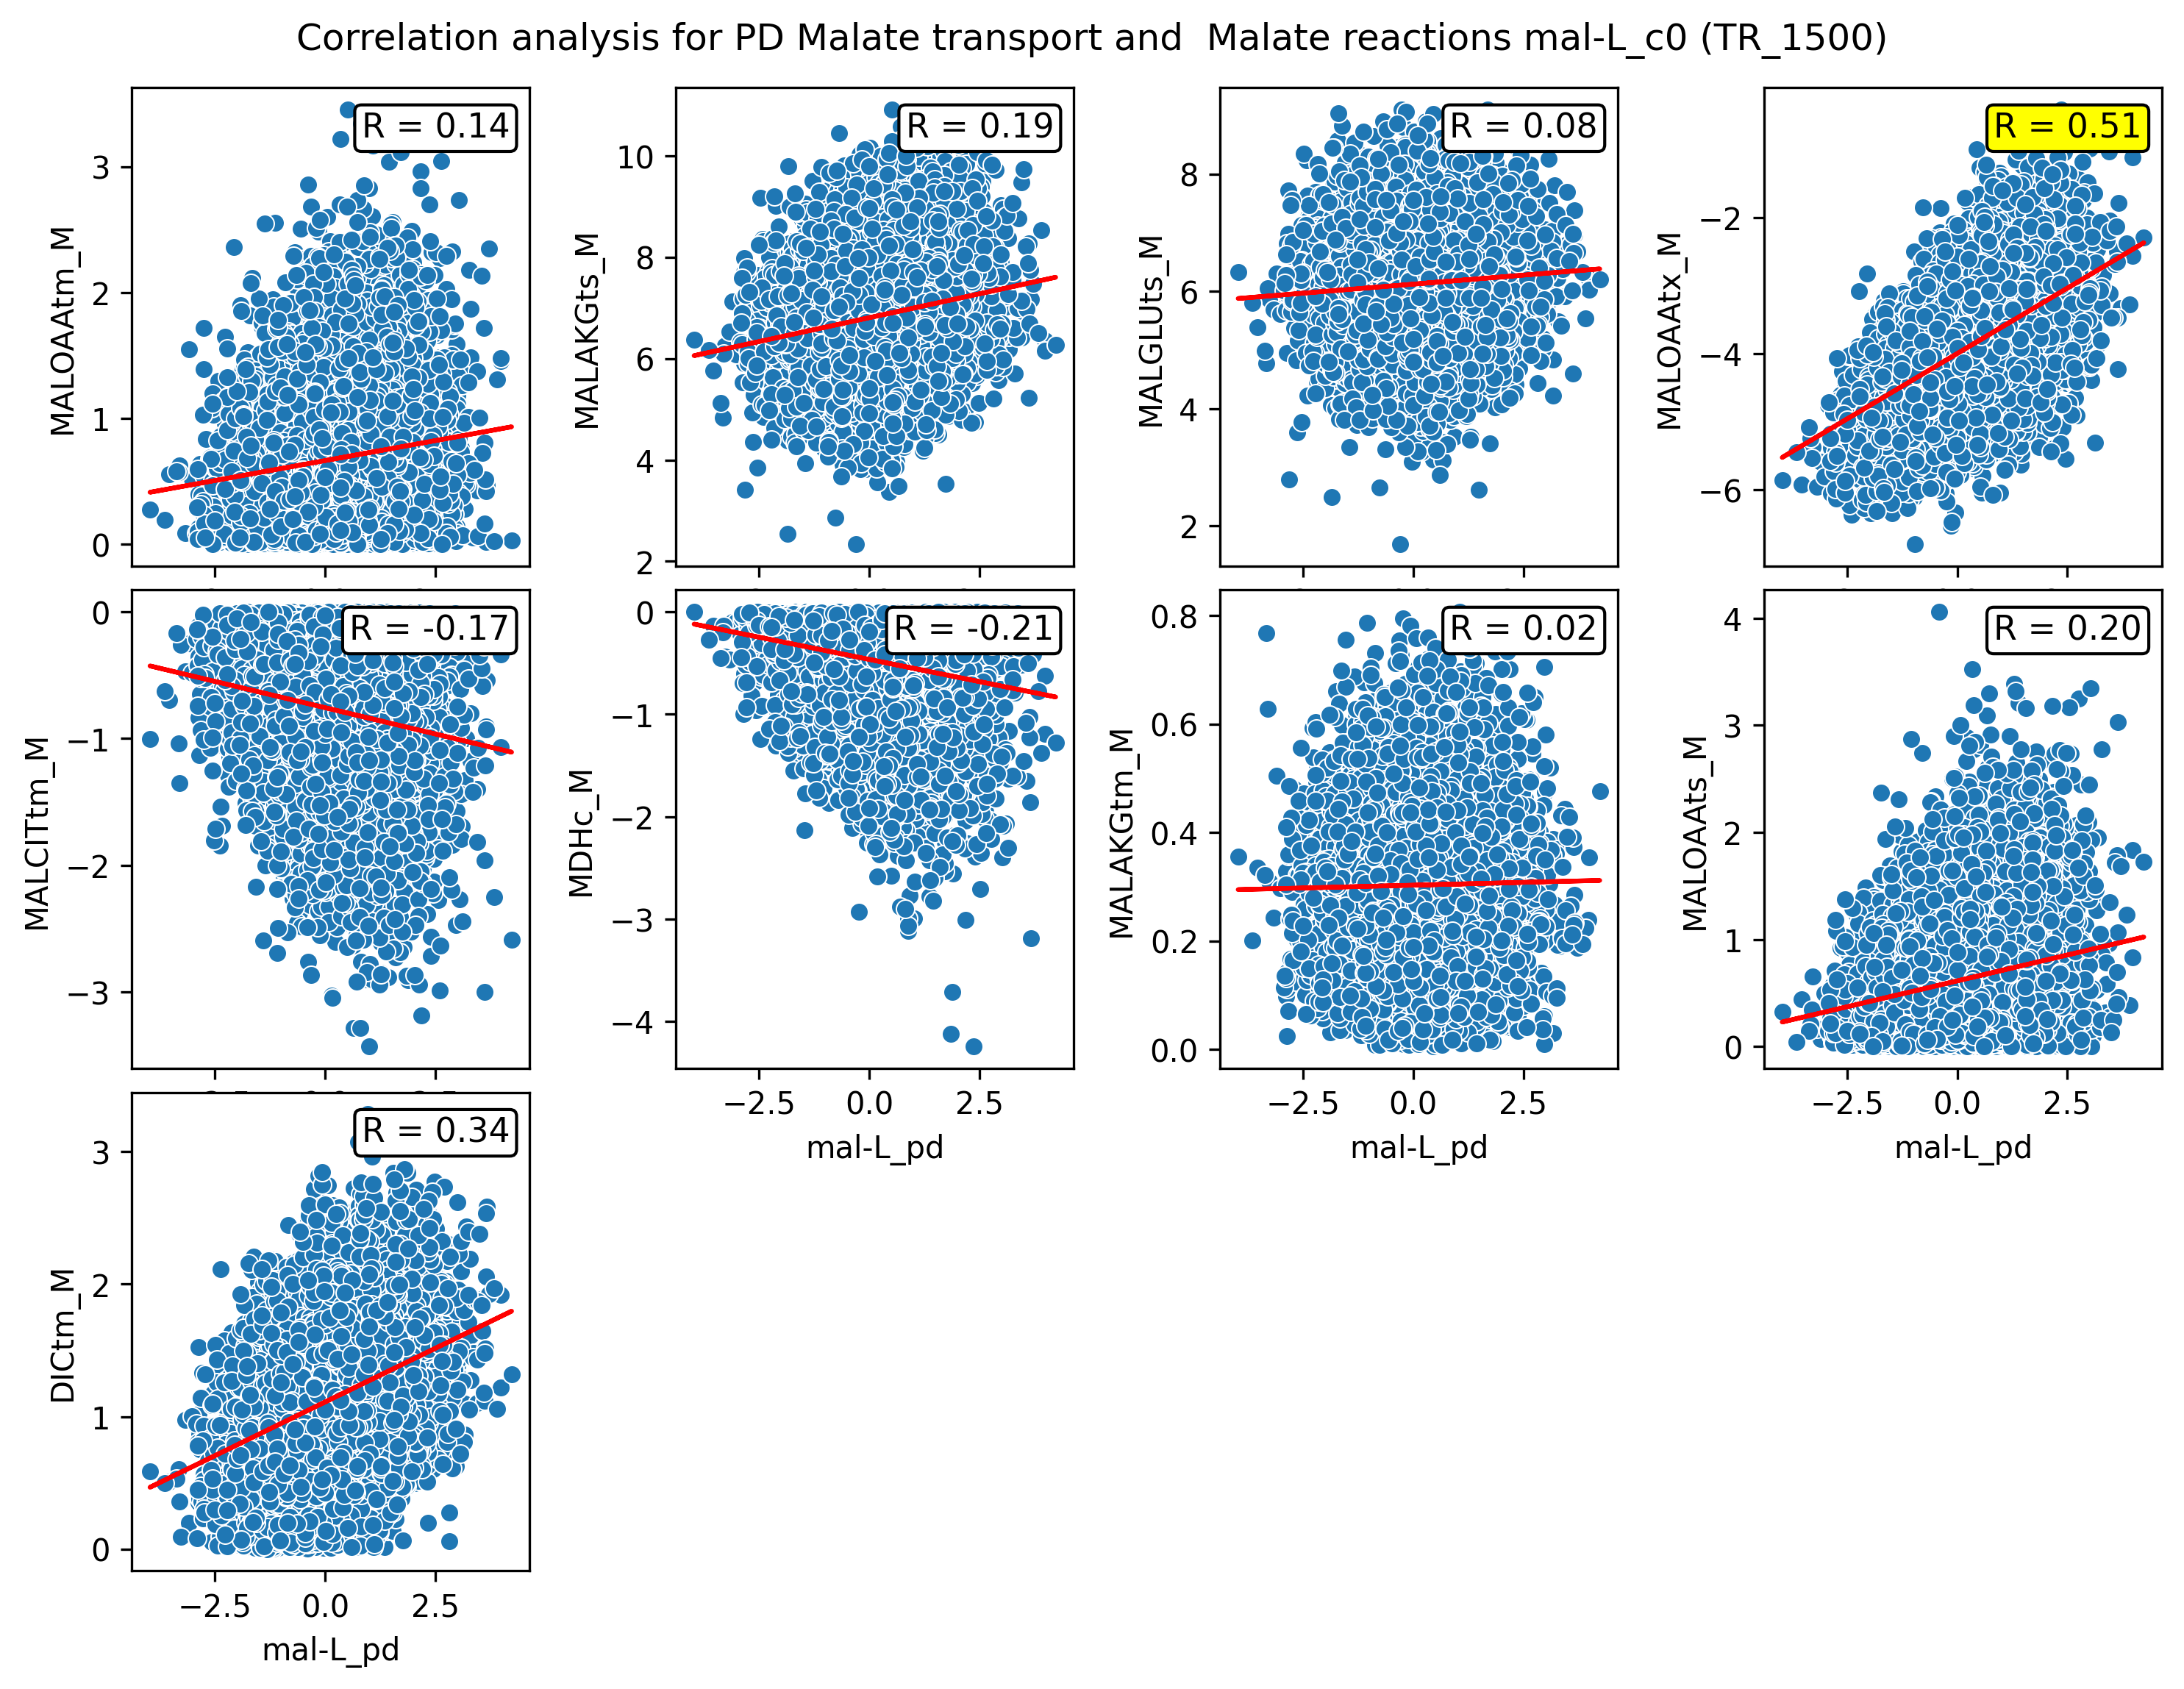 Correlation analysis for PD Malate transport and  Malate reactions mal-L_c0 (TR_1500)
MALOAAtm_M
3
2
1
0
R = 0.14
MALAKGts_M
10
8
6
4
2
R = 0.19
MALGLUts_M
8
6
4
2
R = 0.08
MALOAAtx_M
−2
−4
−6
R = 0.51
MALCITtm_M
0
−1
−2
−3
R = -0.17
MDHc_M
0
−1
−2
−3
−4
R = -0.21
−2.5 0.0 2.5
mal-L_pd
MALAKGtm_M
0.8
0.6
0.4
0.2
0.0
R = 0.02
−2.5 0.0 2.5
mal-L_pd
MALOAAts_M
4
3
2
1
0
R = 0.20
−2.5 0.0 2.5
mal-L_pd
DICtm_M
3
2
1
0
R = 0.34
−2.5 0.0 2.5
mal-L_pd